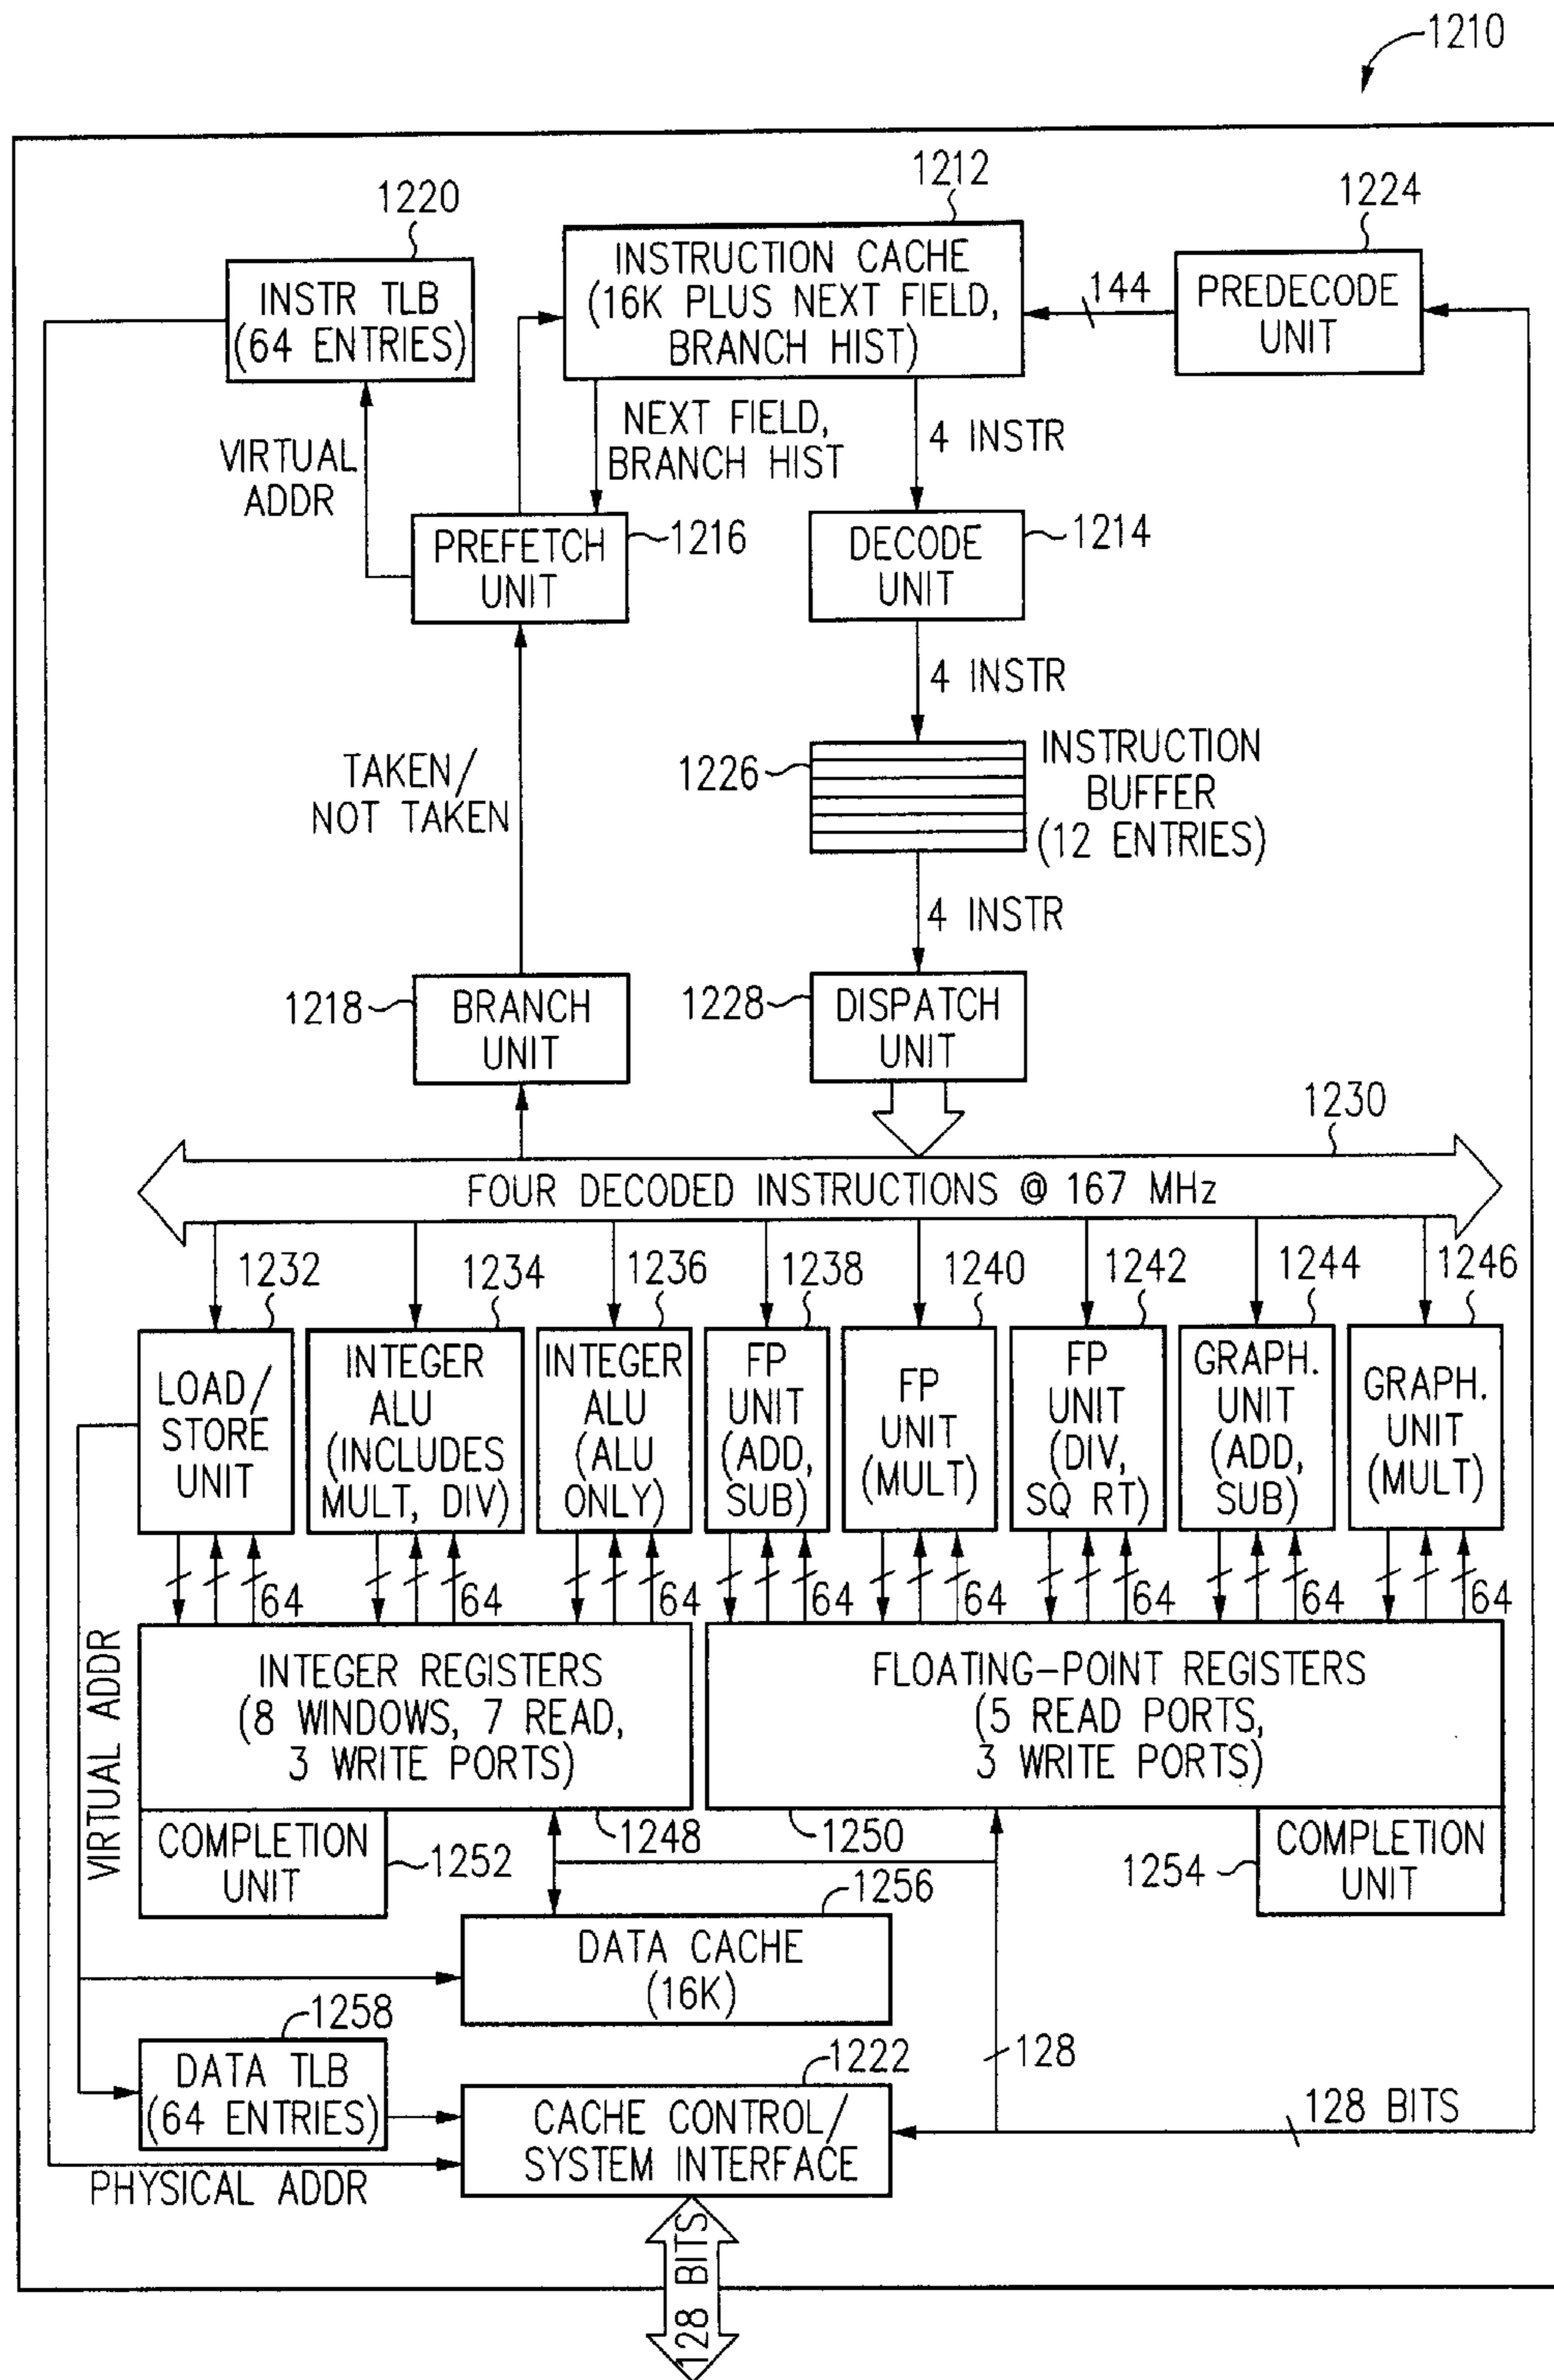 1210
1212
1220
1224
INSTRUCTION CACHE
(16K PLUS NEXT FIELD,
BRANCH HIST)
INSTR TLB
(64 ENTRIES)
144
PREDECODE
UNIT
NEXT FIELD,
BRANCH HIST
4 INSTR
VIRTUAL
ADDR
PREFETCH
UNIT
1216
DECODE
UNIT
1214
4 INSTR
TAKEN/
NOT TAKEN
1226
INSTRUCTION
BUFFER
(12 ENTRIES)
4 INSTR
1218
BRANCH
UNIT
1228
DISPATCH
UNIT
1230
FOUR DECODED INSTRUCTIONS @ 167 MHz
1232
1234
1236
1238
1240
1242
1244
1246
LOAD/
STORE
UNIT
INTEGER
ALU
(INCLUDES
MULT, DIV)
INTEGER
ALU
(ALU
ONLY)
FP
UNIT
(ADD,
SUB)
FP
UNIT
(MULT)
FP
UNIT
(DIV,
SQ RT)
GRAPH.
UNIT
(ADD,
SUB)
GRAPH.
UNIT
(MULT)
64
64
64
64
64
64
64
64
VIRTUAL ADDR
INTEGER REGISTERS
(8 WINDOWS, 7 READ,
3 WRITE PORTS)
FLOATING-POINT REGISTERS
(5 READ PORTS,
3 WRITE PORTS)
COMPLETION
UNIT
1252
1248
1250
1254
COMPLETION
UNIT
1256
DATA CACHE
(16K)
1258
DATA TLB
(64 ENTRIES)
1222
CACHE CONTROL/
SYSTEM INTERFACE
128
128 BITS
PHYSICAL ADDR
128 BITS